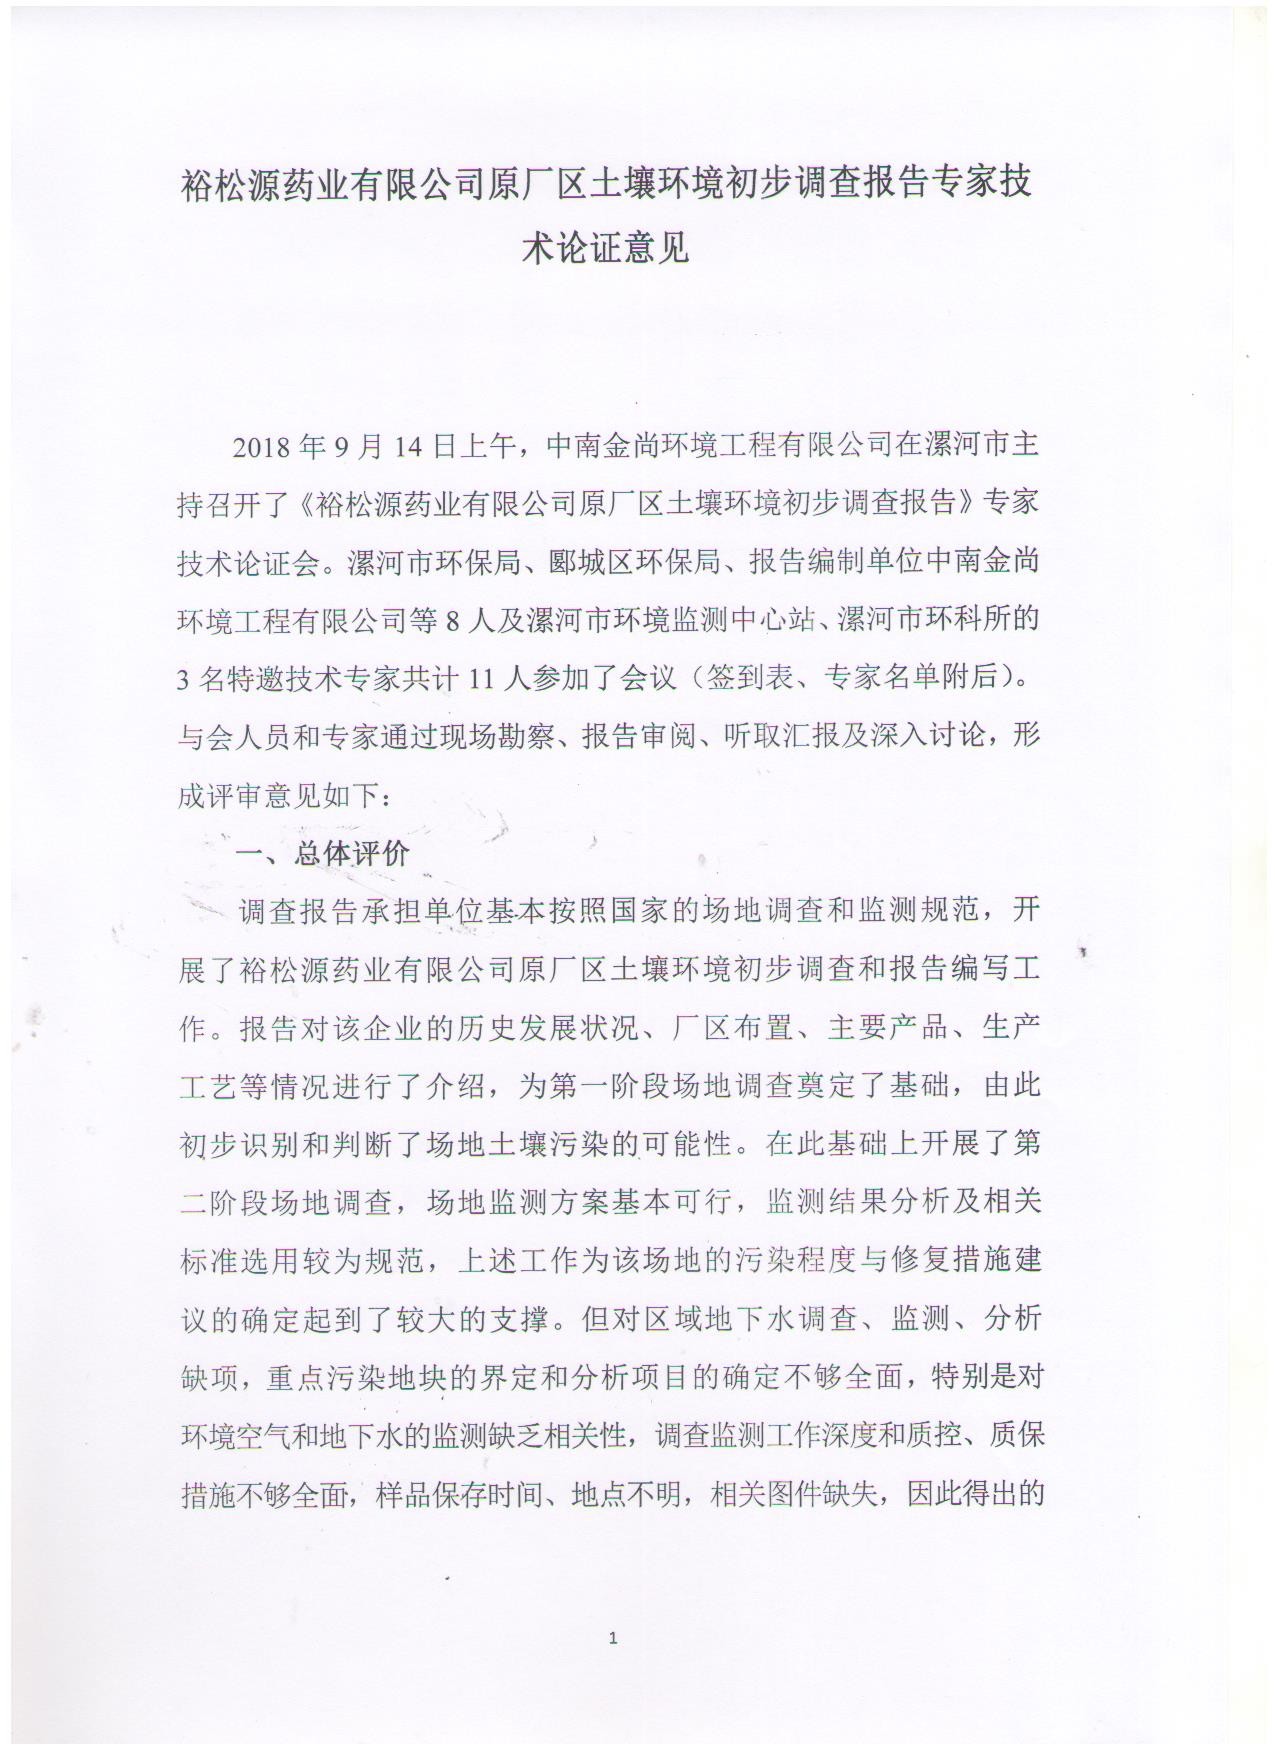 裕松源药业有限公司原厂区土壤环境初步调查报告专家技
术论证意见
2018 年 9 月 14 日上午，中南金尚环境工程有限公司在漯河市主
持召开了《裕松源药业有限公司原厂区土壤环境初步调查报告》专家
技术论证会。漯河市环保局、郾城区环保局、报告编制单位中南金尚
环境工程有限公司等 8 人及漯河市环境监测中心站、漯河市环科所的
3 名特邀技术专家共计 11 人参加了会议（签到表、专家名单附后）。
与会人员和专家通过现场勘察、报告审阅、听取汇报及深入讨论，形
成评审意见如下：
一、总体评价
调查报告承担单位基本按照国家的场地调查和监测规范，开
展了裕松源药业有限公司原厂区土壤环境初步调查和报告编写工
作。报告对该企业的历史发展状况、厂区布置、主要产品、生产
工艺等情况进行了介绍，为第一阶段场地调查奠定了基础，由此
初步识别和判断了场地土壤污染的可能性。在此基础上开展了第
二阶段场地调查，场地监测方案基本可行，监测结果分析及相关
标准选用较为规范，上述工作为该场地的污染程度与修复措施建
议的确定起到了较大的支撑。但对区域地下水调查、监测、分析
缺项，重点污染地块的界定和分析项目的确定不够全面，特别是对
环境空气和地下水的监测缺乏相关性，调查监测工作深度和质控、质保
措施不够全面，样品保存时间、地点不明，相关图件缺失，因此得出的
1